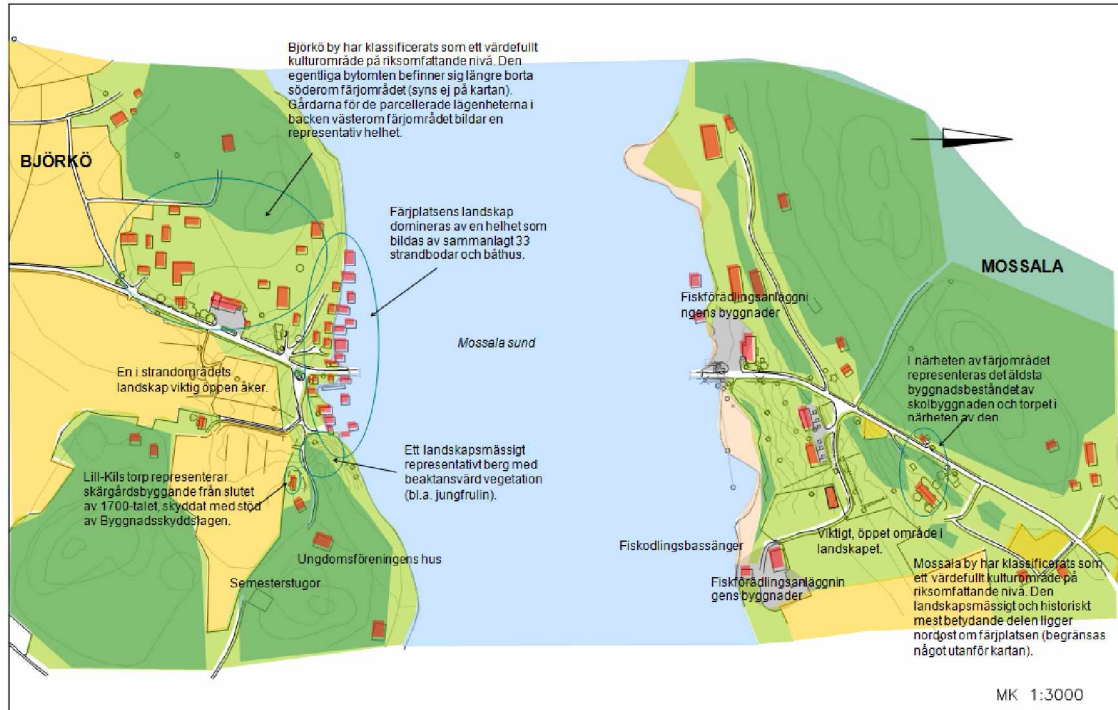 Björkö by har klassificerats som ett värdefullt
kulturområde på riksomfattande nivå. Den
egentliga bytomten befinner sig längre borta
söderom färjområdet (syns ej på kartan).
Gårdarna för de parcellerade lägenheterna i
backen västerom färjområdet bildar en
representativ helhet.
BJÖRKÖ
Färjplatsens landskap
domineras av en helhet som
bildas av sammanlagt 33
strandbodar och båthus.
Mossala sund
En i strandområdets
landskap viktig öppen åker.
Ett landskapsmässigt
representativt berg med
beaktansvärd vegetation
(bl.a. jungfrulin).
Lill-Kils torp representerar
skärgårdsbyggande från slutet
av 1700-talet, skyddat med stöd
av Byggnadsskyddslagen.
Ungdomsföreningens hus
Semesterstugor
MOSSALA
Fiskförädlingsanläggni
ngens byggnader
I närheten av färjområdet
representeras det äldsta
byggnadsbeståndet av
skolbyggnaden och torpet i
närheten av den
Viktigt, öppet område i
landskapet.
Fiskodlingsbassänger
Fiskförädlingsanläggnin
gens byggnader
Mossala by har klassificerats som
ett värdefullt kulturområde på
riksomfattande nivå. Den
landskapsmässigt och historiskt
mest betydande delen ligger
nordost om färjplatsen (begränsas
något utanför kartan).
MK 1:3000